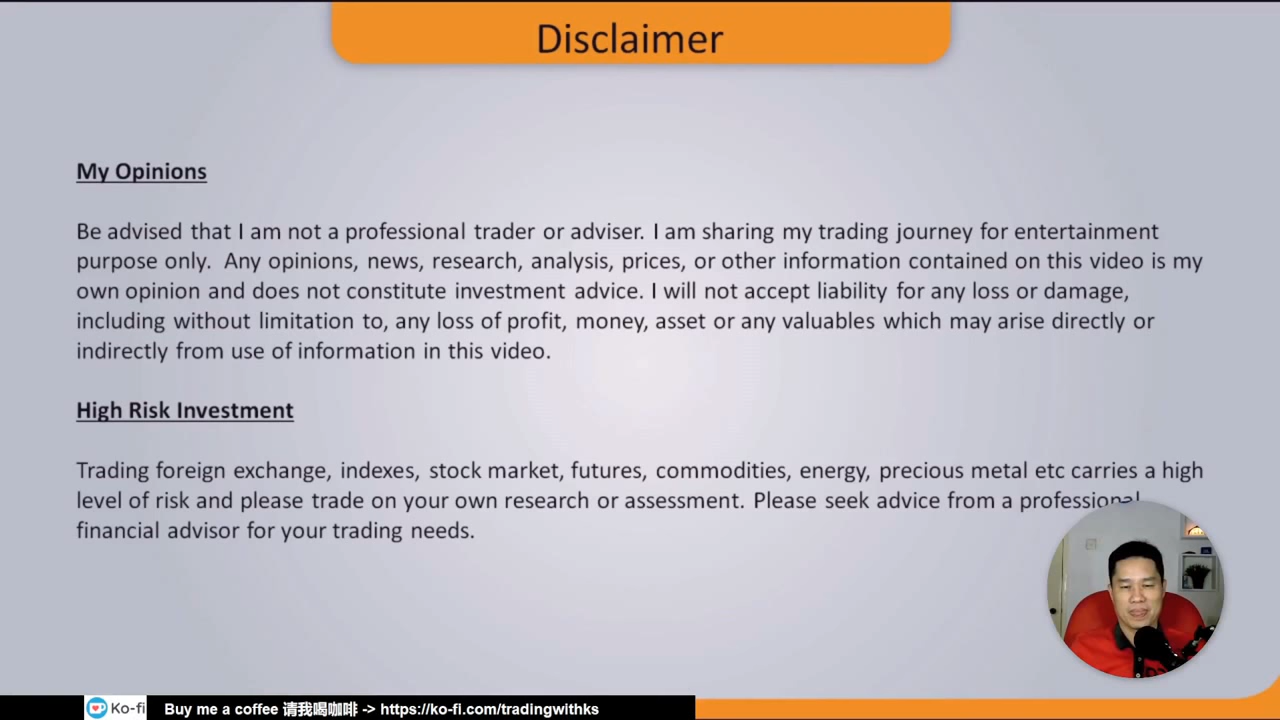 Disclaimer
My Opinions
Be advised that I am not a professional trader or adviser. I am sharing my trading journey for entertainment
purpose only. Any opinions, news, research, analysis, prices, or other information contained on this video is my
own opinion and does not constitute investment advice. I will not accept liability for any loss or damage,
including without limitation to, any loss of profit, money, asset or any valuables which may arise directly or
indirectly from use of information in this video.
High Risk Investment
Trading foreign exchange, indexes, stock market, futures, commodities, energy, precious metal etc carries a high
level of risk and please trade on your own research or assessment. Please seek advice from a professional
financial advisor for your trading needs.
Ko-fi Buy me a coffee 请我喝咖啡 -> https://ko-fi.com/tradingwithks